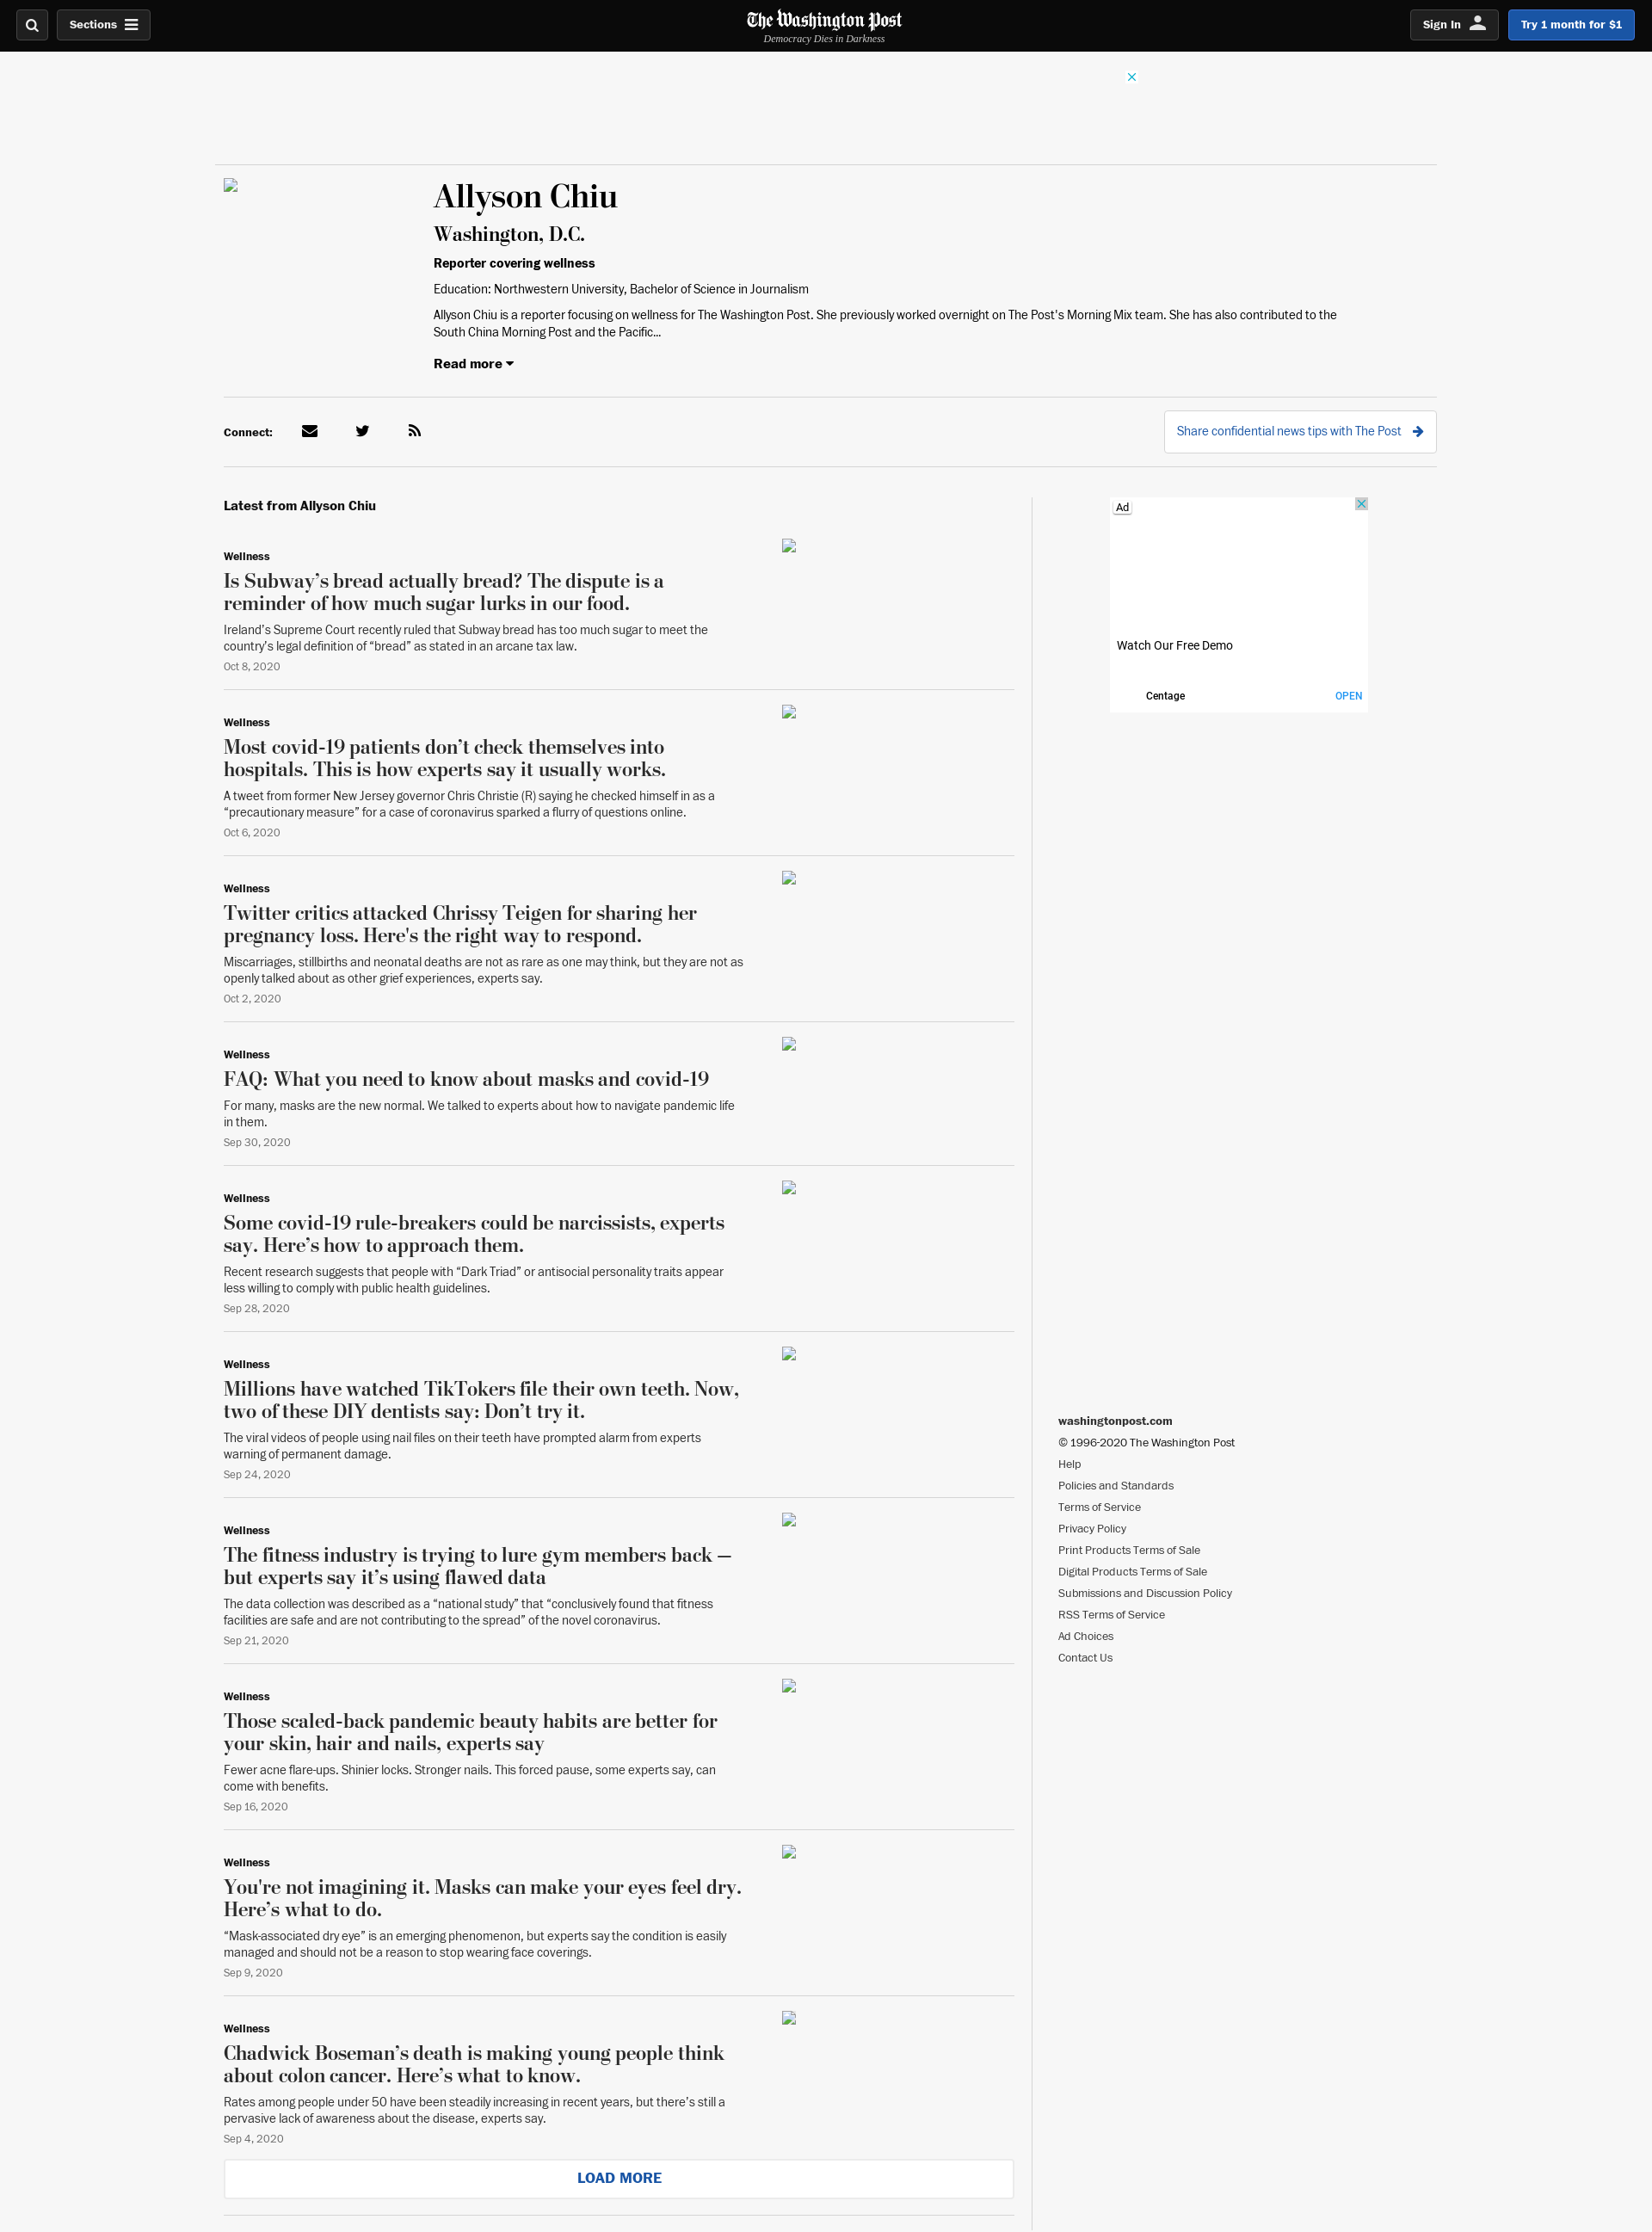 Sections
The Washington Post
Democracy Dies in Darkness
Sign In
Try 1 month for $1
Allyson Chiu
Washington, D.C.
Reporter covering wellness
Education: Northwestern University, Bachelor of Science in Journalism
Allyson Chiu is a reporter focusing on wellness for The Washington Post. She previously worked overnight on The Post's Morning Mix team. She has also contributed to the
South China Morning Post and the Pacific...
Read more
Connect:
Share confidential news tips with The Post
Latest from Allyson Chiu
Wellness
Is Subway’s bread actually bread? The dispute is a
reminder of how much sugar lurks in our food.
Ireland’s Supreme Court recently ruled that Subway bread has too much sugar to meet the
country’s legal definition of “bread” as stated in an arcane tax law.
Oct 8, 2020
Wellness
Most covid-19 patients don’t check themselves into
hospitals. This is how experts say it usually works.
A tweet from former New Jersey governor Chris Christie (R) saying he checked himself in as a
“precautionary measure” for a case of coronavirus sparked a flurry of questions online.
Oct 6, 2020
Wellness
Twitter critics attacked Chrissy Teigen for sharing her
pregnancy loss. Here's the right way to respond.
Miscarriages, stillbirths and neonatal deaths are not as rare as one may think, but they are not as
openly talked about as other grief experiences, experts say.
Oct 2, 2020
Wellness
FAQ: What you need to know about masks and covid-19
For many, masks are the new normal. We talked to experts about how to navigate pandemic life
in them.
Sep 30, 2020
Wellness
Some covid-19 rule-breakers could be narcissists, experts
say. Here’s how to approach them.
Recent research suggests that people with “Dark Triad” or antisocial personality traits appear
less willing to comply with public health guidelines.
Sep 28, 2020
Wellness
Millions have watched TikTokers file their own teeth. Now,
two of these DIY dentists say: Don’t try it.
The viral videos of people using nail files on their teeth have prompted alarm from experts
warning of permanent damage.
Sep 24, 2020
Wellness
The fitness industry is trying to lure gym members back —
but experts say it’s using flawed data
The data collection was described as a “national study” that “conclusively found that fitness
facilities are safe and are not contributing to the spread” of the novel coronavirus.
Sep 21, 2020
Wellness
Those scaled-back pandemic beauty habits are better for
your skin, hair and nails, experts say
Fewer acne flare-ups. Shinier locks. Stronger nails. This forced pause, some experts say, can
come with benefits.
Sep 16, 2020
Wellness
You're not imagining it. Masks can make your eyes feel dry.
Here’s what to do.
“Mask-associated dry eye” is an emerging phenomenon, but experts say the condition is easily
managed and should not be a reason to stop wearing face coverings.
Sep 9, 2020
Wellness
Chadwick Boseman’s death is making young people think
about colon cancer. Here’s what to know.
Rates among people under 50 have been steadily increasing in recent years, but there’s still a
pervasive lack of awareness about the disease, experts say.
Sep 4, 2020
LOAD MORE
Ad
Watch Our Free Demo
Centage
OPEN
washingtonpost.com
© 1996-2020 The Washington Post
Help
Policies and Standards
Terms of Service
Privacy Policy
Print Products Terms of Sale
Digital Products Terms of Sale
Submissions and Discussion Policy
RSS Terms of Service
Ad Choices
Contact Us